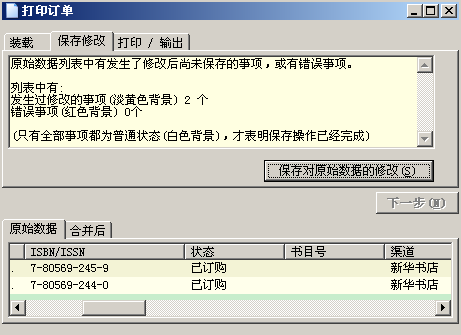 打印订单
装载 保存修改 打印 / 输出
原始数据列表中有发生了修改后尚未保存的事项,或有错误事项。
列表中有:
发生过修改的事项(淡黄色背景) 2 个
错误事项(红色背景) 0个
(只有全部事项都为普通状态(白色背景),才表明保存操作已经完成)
保存对原始数据的修改(S)
下一步(N)
原始数据 合并后
ISBN/ISSN 状态 书目号 渠道
. 7-80569-245-9 已订购 新华书店
. 7-80569-244-0 已订购 新华书店